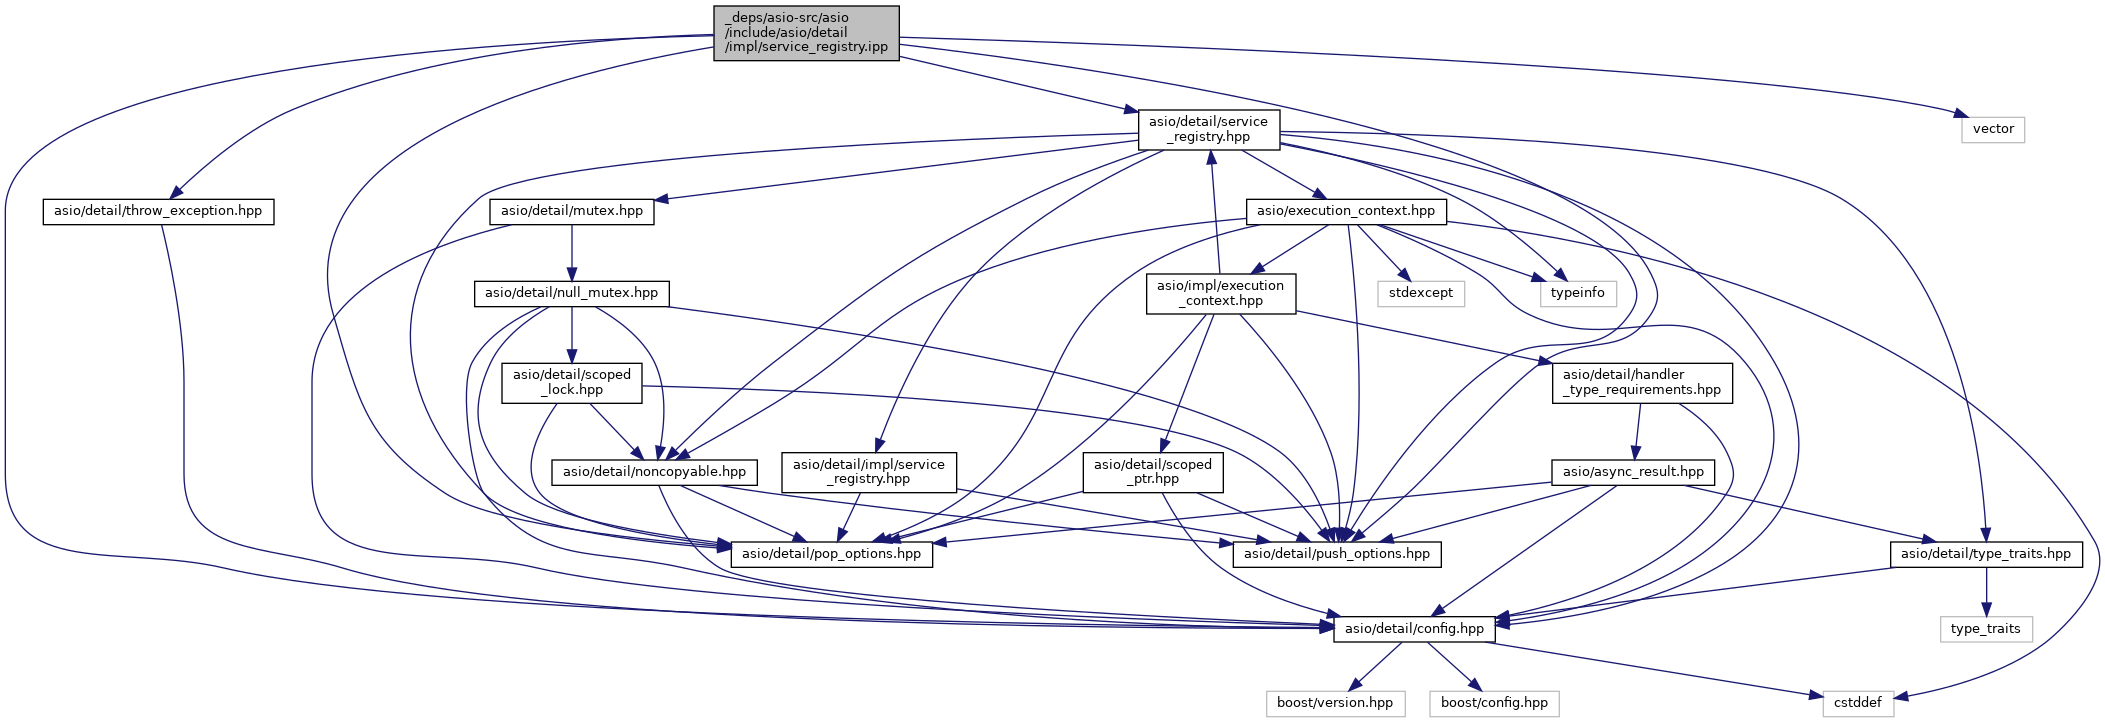 _deps/asio-src/asio
/include/asio/detail
/impl/service_registry.ipp
asio/detail/service
_registry.hpp
vector
asio/detail/throw_exception.hpp
asio/detail/mutex.hpp
asio/execution_context.hpp
asio/detail/null_mutex.hpp
asio/impl/execution
_context.hpp
stdexcept
typeinfo
asio/detail/scoped
_lock.hpp
asio/detail/handler
_type_requirements.hpp
asio/detail/noncopyable.hpp
asio/detail/impl/service
_registry.hpp
asio/detail/scoped
_ptr.hpp
asio/async_result.hpp
asio/detail/pop_options.hpp
asio/detail/push_options.hpp
asio/detail/type_traits.hpp
asio/detail/config.hpp
type_traits
boost/version.hpp
boost/config.hpp
cstddef